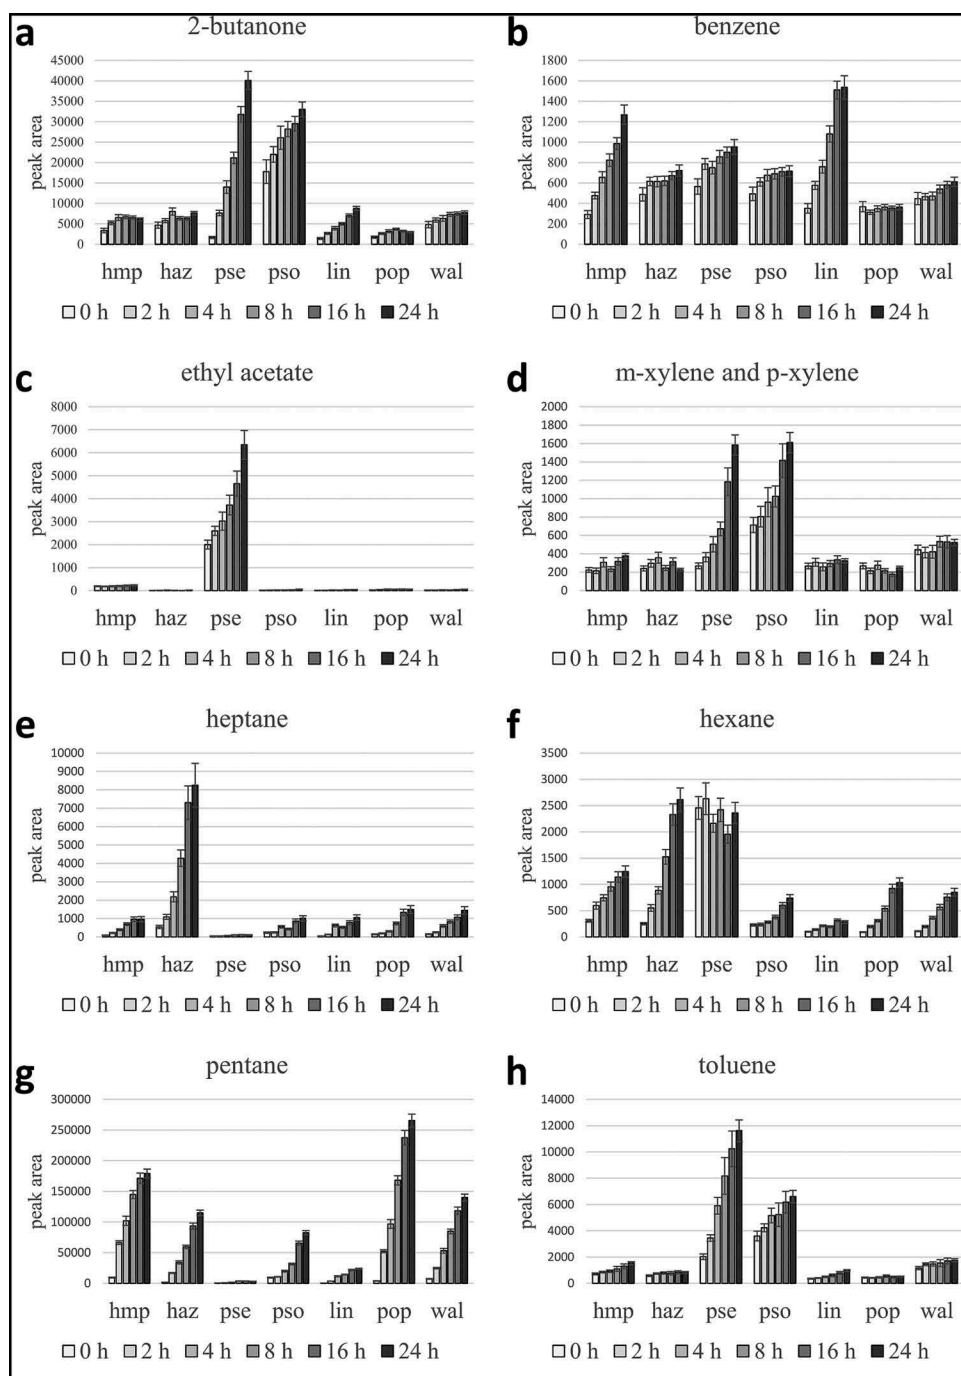 a
2-butanone
peak area
45000
40000
35000
30000
25000
20000
15000
10000
5000
0
hmp haz pse pso lin pop wal
0 h 2 h 4 h 8 h 16 h 24 h
b
benzene
peak area
1800
1600
1400
1200
1000
800
600
400
200
0
hmp haz pse pso lin pop wal
0 h 2 h 4 h 8 h 16 h 24 h
c
ethyl acetate
peak area
8000
7000
6000
5000
4000
3000
2000
1000
0
hmp haz pse pso lin pop wal
0 h 2 h 4 h 8 h 16 h 24 h
d
m-xylene and p-xylene
peak area
2000
1800
1600
1400
1200
1000
800
600
400
200
0
hmp haz pse pso lin pop wal
0 h 2 h 4 h 8 h 16 h 24 h
e
heptane
peak area
10000
9000
8000
7000
6000
5000
4000
3000
2000
1000
0
hmp haz pse pso lin pop wal
0 h 2 h 4 h 8 h 16 h 24 h
f
hexane
peak area
3500
3000
2500
2000
1500
1000
500
0
hmp haz pse pso lin pop wal
0 h 2 h 4 h 8 h 16 h 24 h
g
pentane
peak area
300000
250000
200000
150000
100000
50000
0
hmp haz pse pso lin pop wal
0 h 2 h 4 h 8 h 16 h 24 h
h
toluene
peak area
14000
12000
10000
8000
6000
4000
2000
0
hmp haz pse pso lin pop wal
0 h 2 h 4 h 8 h 16 h 24 h